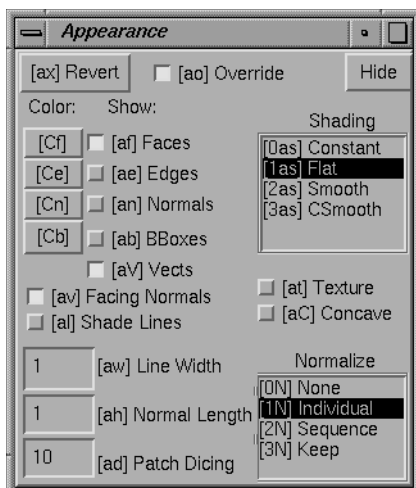 Appearance
[ax] Revert
[ao] Override
Hide
Color:
Show:
[Cf]
[af] Faces
[Ce]
[ae] Edges
[Cn]
[an] Normals
[Cb]
[ab] BBoxes
[aV] Vects
[av] Facing Normals
[al] Shade Lines
Shading
[0as] Constant
[1as] Flat
[2as] Smooth
[3as] CSmooth
[at] Texture
[aC] Concave
1
[aw] Line Width
1
[ah] Normal Length
10
[ad] Patch Dicing
Normalize
[0N] None
[1N] Individual
[2N] Sequence
[3N] Keep